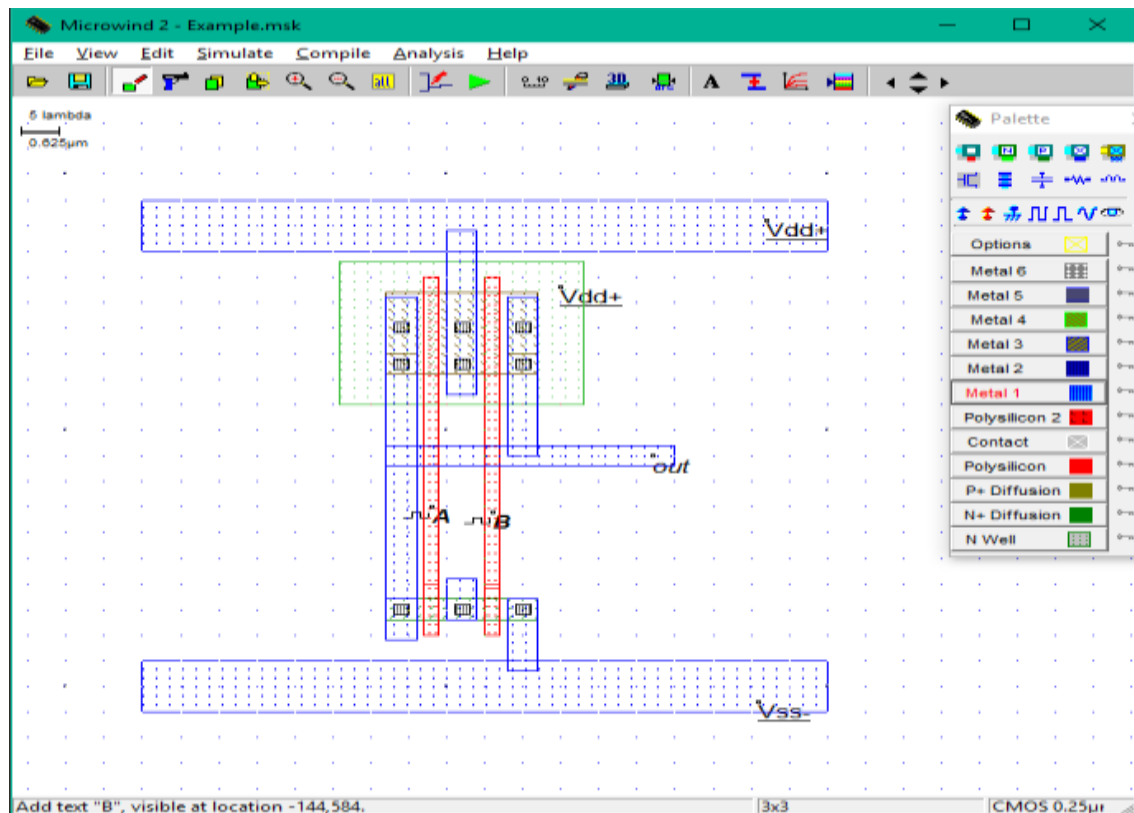 Microwind 2 - Example.msk
File View Edit Simulate Compile Analysis Help
5 lambda
0.625µm
Palette
Options
Metal 6
Metal 5
Metal 4
Metal 3
Metal 2
Metal 1
Polysilicon 2
Contact
Polysilicon
P+ Diffusion
N+ Diffusion
N Well
Vdd+
Vdd+
out
A
B
Vss-
Add text "B", visible at location -144,584.
3x3
CMOS 0.25µm